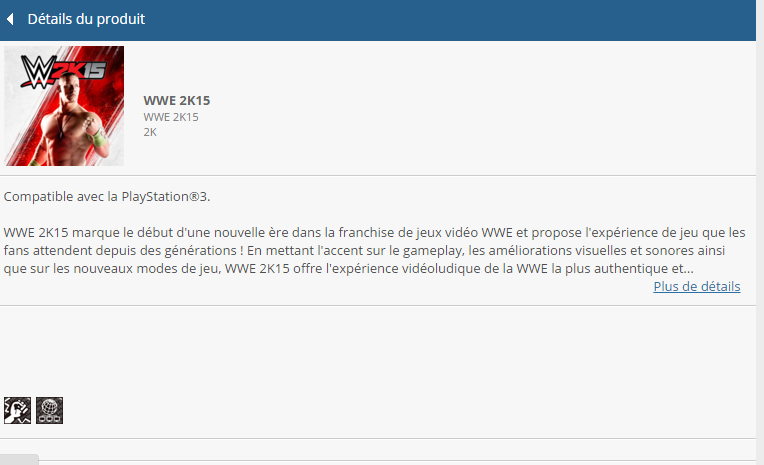 Détails du produit
W 2K15
WWE 2K15
WWE 2K15
2K
Compatible avec la PlayStation®3.
WWE 2K15 marque le début d'une nouvelle ère dans la franchise de jeux vidéo WWE et propose l'expérience de jeu que les
fans attendent depuis des générations ! En mettant l'accent sur le gameplay, les améliorations visuelles et sonores ainsi
que sur les nouveaux modes de jeu, WWE 2K15 offre l'expérience vidéoludique de la WWE la plus authentique et...
Plus de détails